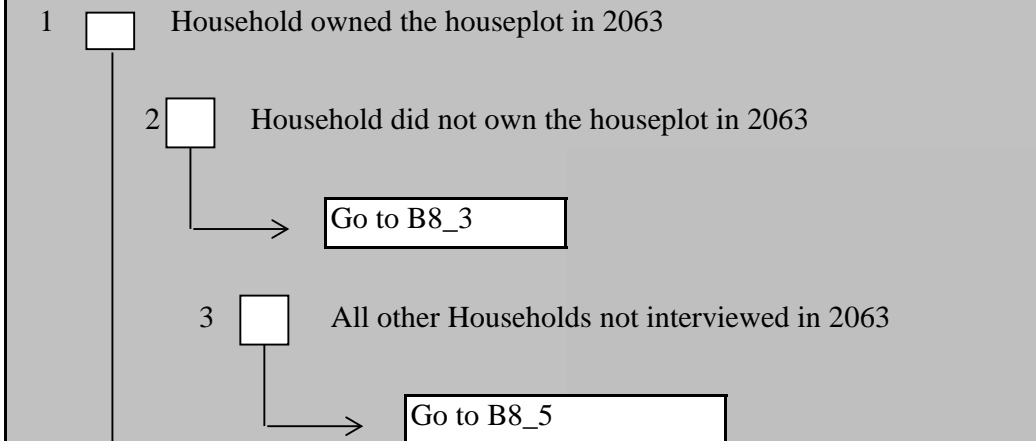 1 Household owned the houseplot in 2063
2 Household did not own the houseplot in 2063
Go to B8_3
3 All other Households not interviewed in 2063
Go to B8_5